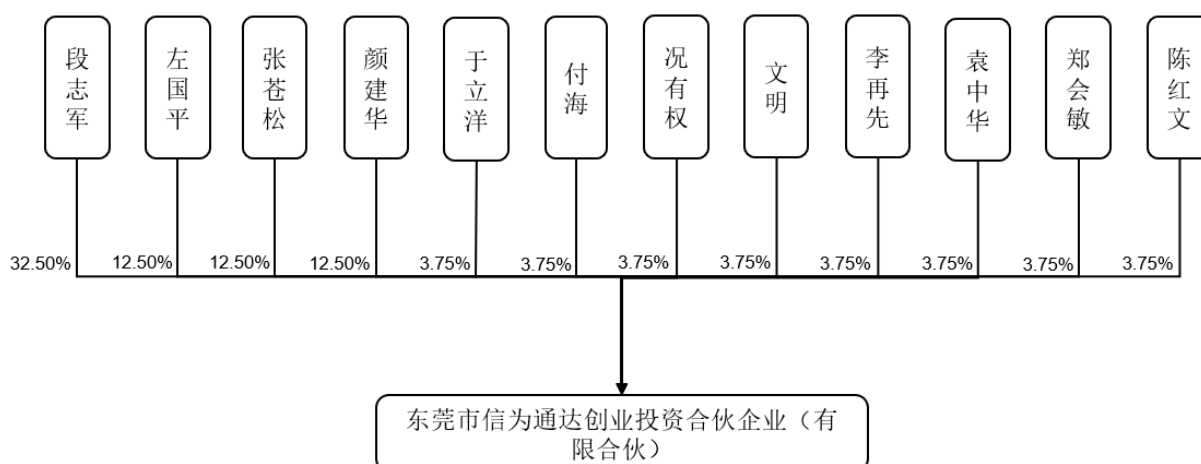 段志军
左国平
张苍松
颜建华
于立洋
付海
况有权
文明
李再先
袁中华
郑会敏
陈红文
32.50%
12.50%
12.50%
12.50%
3.75%
3.75%
3.75%
3.75%
3.75%
3.75%
3.75%
3.75%
东莞市信为通达创业投资合伙企业（有
限合伙）